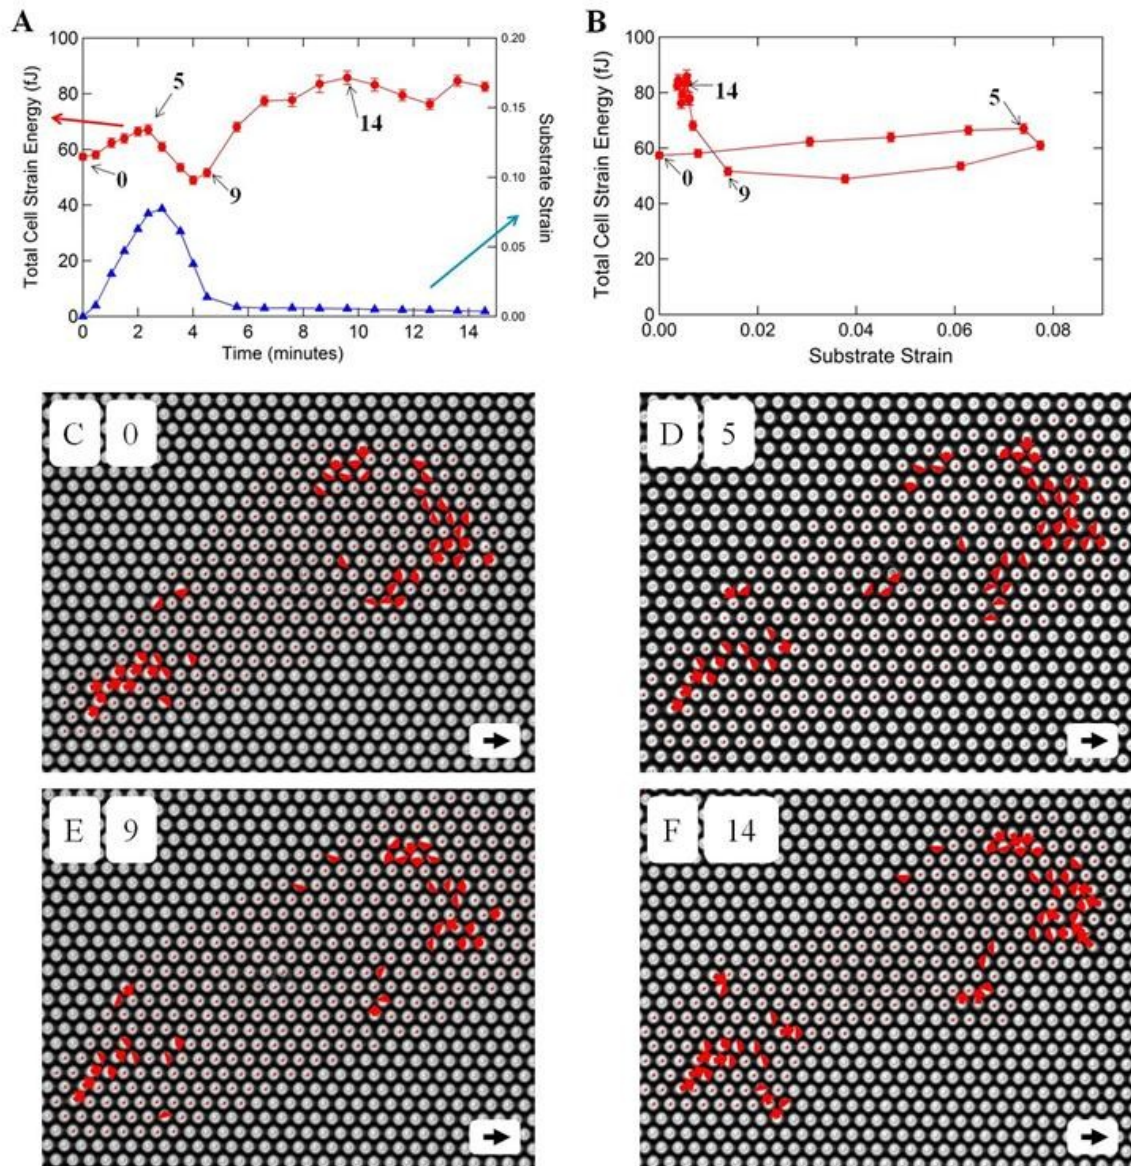 A
Total Cell Strain Energy (fJ)
100
80
60
40
20
0
0 2 4 6 8 10 12 14
Time (minutes)
0.20
0.15
0.10
0.05
0.00
Substrate Strain
0
5
9
14
B
Total Cell Strain Energy (fJ)
100
80
60
40
20
0
0.00 0.02 0.04 0.06 0.08
Substrate Strain
14
5
0
9
C 0
D 5
E 9
F 14